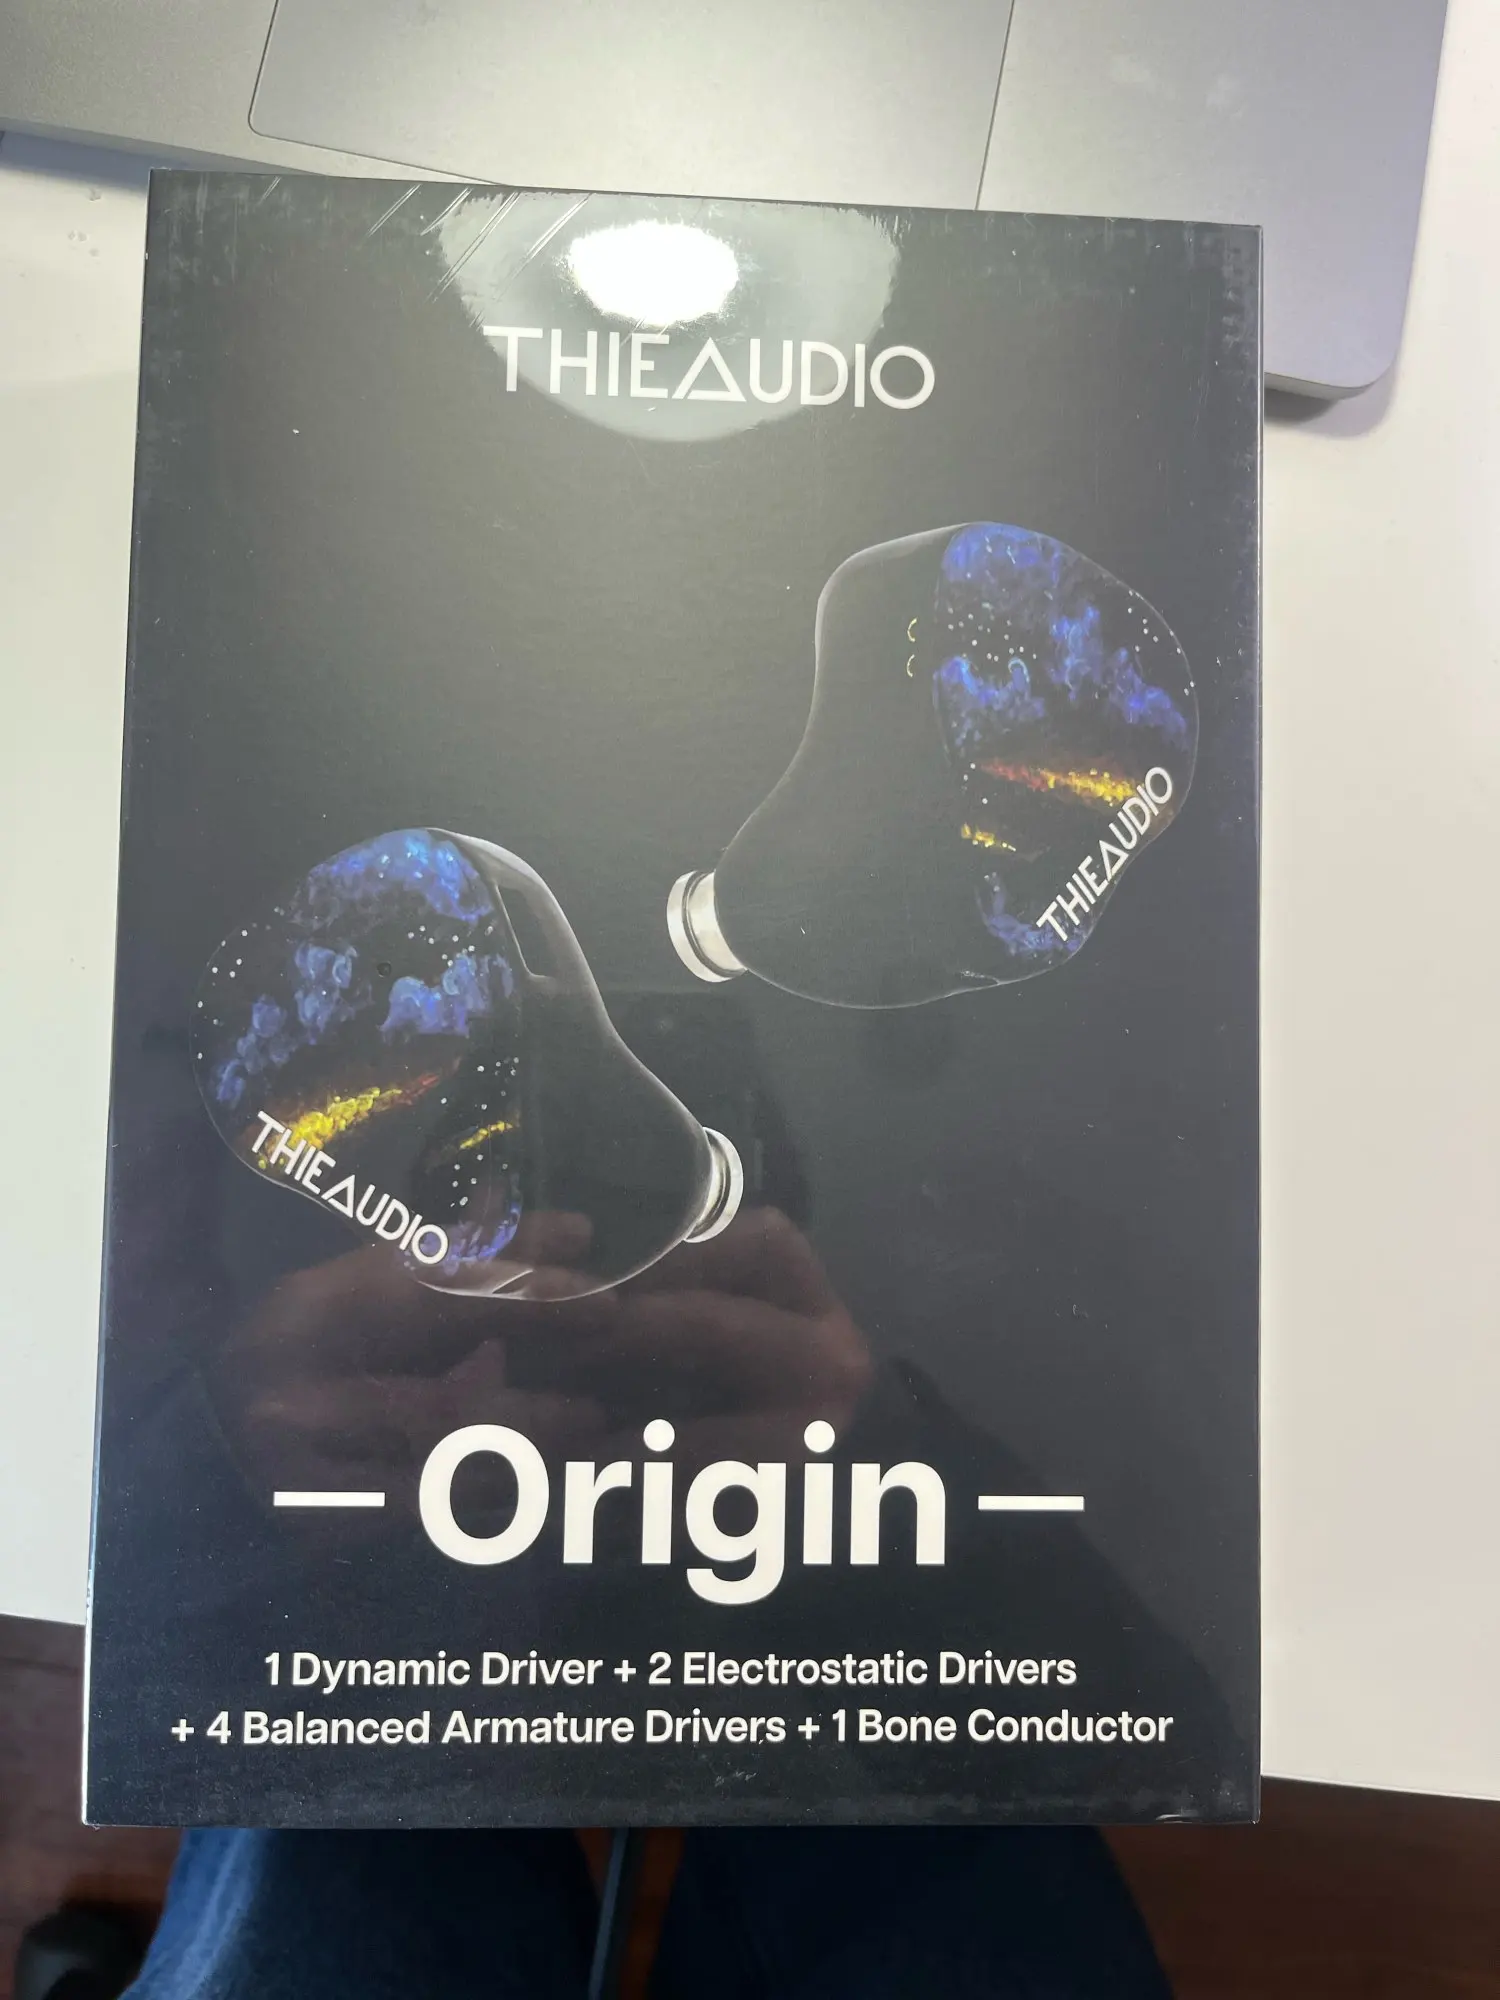 THIEAUDIO
THIEAUDIO
THIEAUDIO
Origin
1 Dynamic Driver + 2 Electrostatic Drivers
+ 4 Balanced Armature Drivers + 1 Bone Conductor